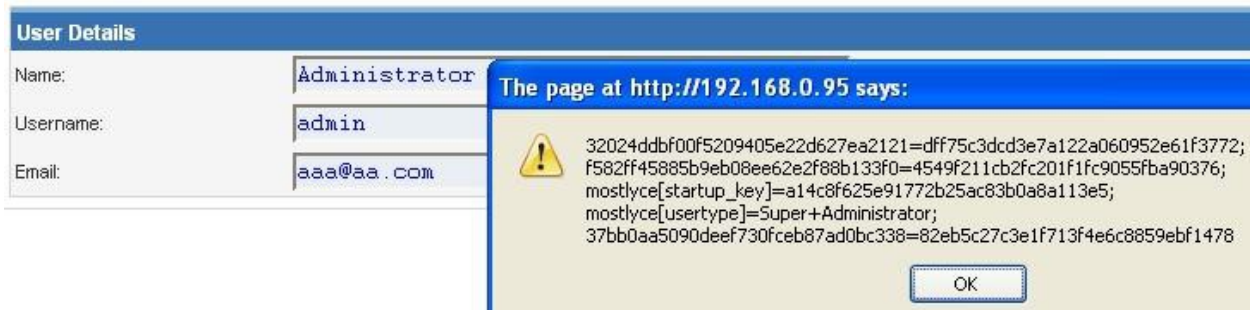 User Details
Name: Administrator
Username: admin
Email: aaa@aa.com
The page at http://192.168.0.95 says:
32024ddbf00f5209405e22d627ea2121=dff75c3dcd3e7a122a060952e61f3772;
f582ff45885b9eb08ee62e2f88b133f0=4549f211cb2fc201f1fc9055fba90376;
mostlyce[startup_key]=a14c8f625e91772b25ac83b0a8a113e5;
mostlyce[usertype]=Super+Administrator;
37bb0aa5090deef730fceb87ad0bc338=82eb5c27c3e1f713f4e6c8859ebf1478
OK